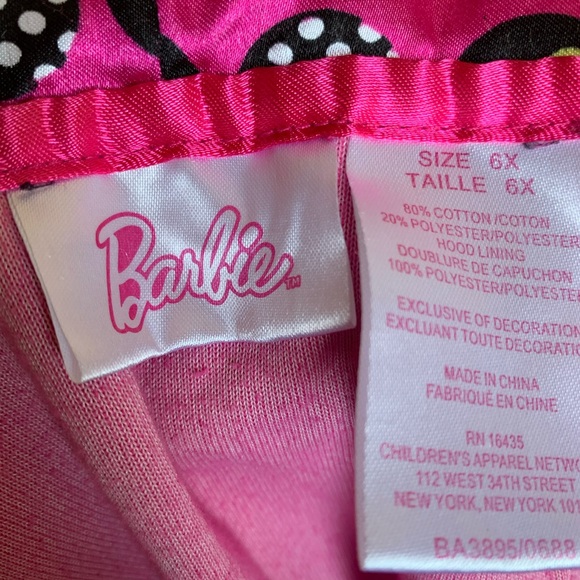 Barbie™
SIZE 6X
TAILLE 6X
80% COTTON/COTON
20% POLYESTER/POLYESTER
HOOD LINING
DOUBLURE DE CAPUCHON
100% POLYESTER/POLYESTER
EXCLUSIVE OF DECORATION
EXCLUANT TOUTE DECORATION
MADE IN CHINA
FABRIQUÉ EN CHINE
RN 16435
CHILDREN'S APPAREL NETW
112 WEST 34TH STREET
NEW YORK, NEW YORK 101
BA3895/0688